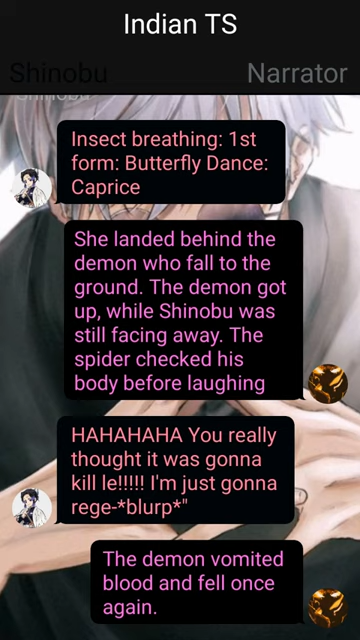 Indian TS
Shinobu
Narrator
Shinobu
Insect breathing: 1st
form: Butterfly Dance:
Caprice
She landed behind the
demon who fall to the
ground. The demon got
up, while Shinobu was
still facing away. The
spider checked his
body before laughing
HAHAHAHA You really
thought it was gonna
kill le!!!!! I'm just gonna
rege-*blurp*"
The demon vomited
blood and fell once
again.